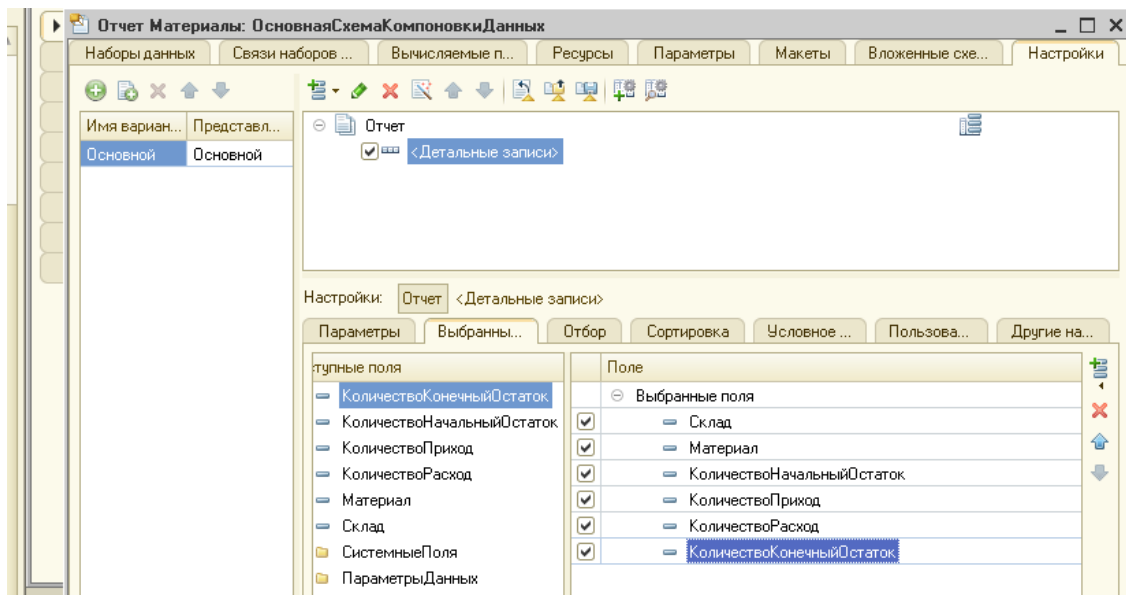 Отчет Материалы: ОсновнаяСхемаКомпоновкиДанных
Наборы данных Связи наборов ... Вычисляемые п... Ресурсы Параметры Макеты Вложенные схе... Настройки
Имя вариан... Представл...
Основной Основной
Отчет
<Детальные записи>
Настройки: Отчет <Детальные записи>
Параметры Выбранны... Отбор Сортировка Условное ... Пользова... Другие на...
тупные поля Поле
КоличествоКонечныйОстаток Выбранные поля
КоличествоНачальныйОстаток Склад
КоличествоПриход Материал
КоличествоРасход КоличествоНачальныйОстаток
Материал КоличествоПриход
Склад КоличествоРасход
СистемныеПоля КоличествоКонечныйОстаток
ПараметрыДанных